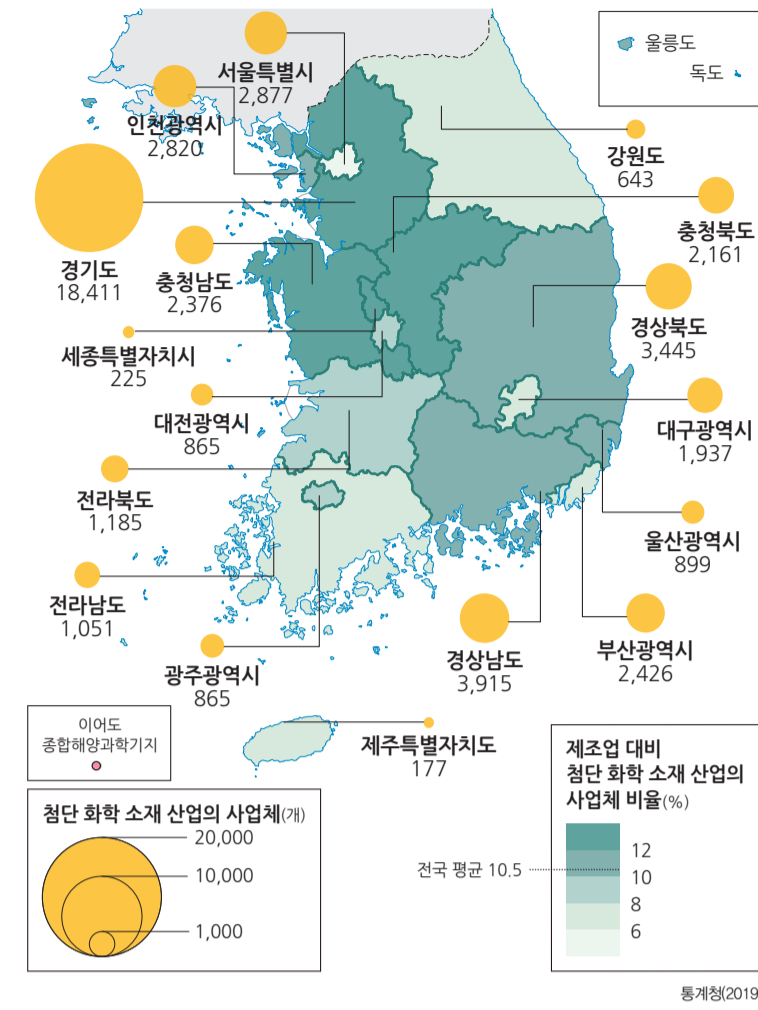 울릉도
독도
서울특별시
2,877
인천광역시
2,820
강원도
643
충청북도
2,161
경기도
18,411
충청남도
2,376
경상북도
3,445
세종특별자치시
225
대전광역시
865
대구광역시
1,937
전라북도
1,185
울산광역시
899
전라남도
1,051
경상남도
3,915
부산광역시
2,426
광주광역시
865
제주특별자치도
177
이어도
종합해양과학기지
첨단 화학 소재 산업의 사업체(개)
20,000
10,000
1,000
제조업 대비
첨단 화학 소재 산업의
사업체 비율(%)
12
전국 평균 10.5
10
8
6
통계청(2019